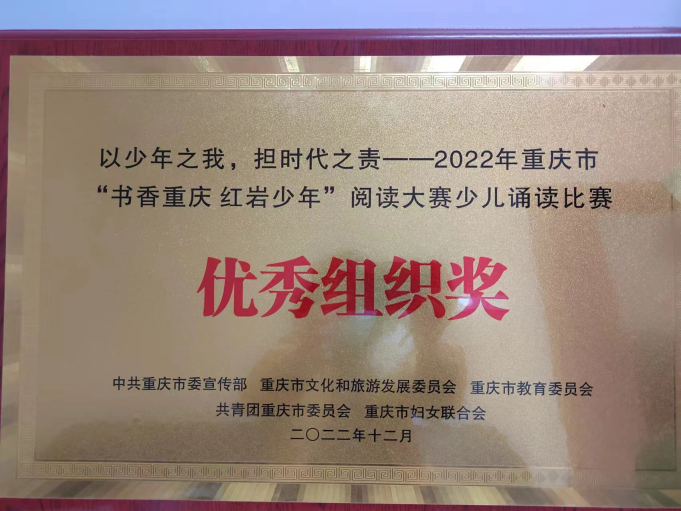 以少年之我，担时代之责——2022年重庆市
“书香重庆 红岩少年”阅读大赛少儿诵读比赛
优秀组织奖
中共重庆市委宣传部 重庆市文化和旅游发展委员会 重庆市教育委员会
共青团重庆市委员会 重庆市妇女联合会
二〇二二年十二月